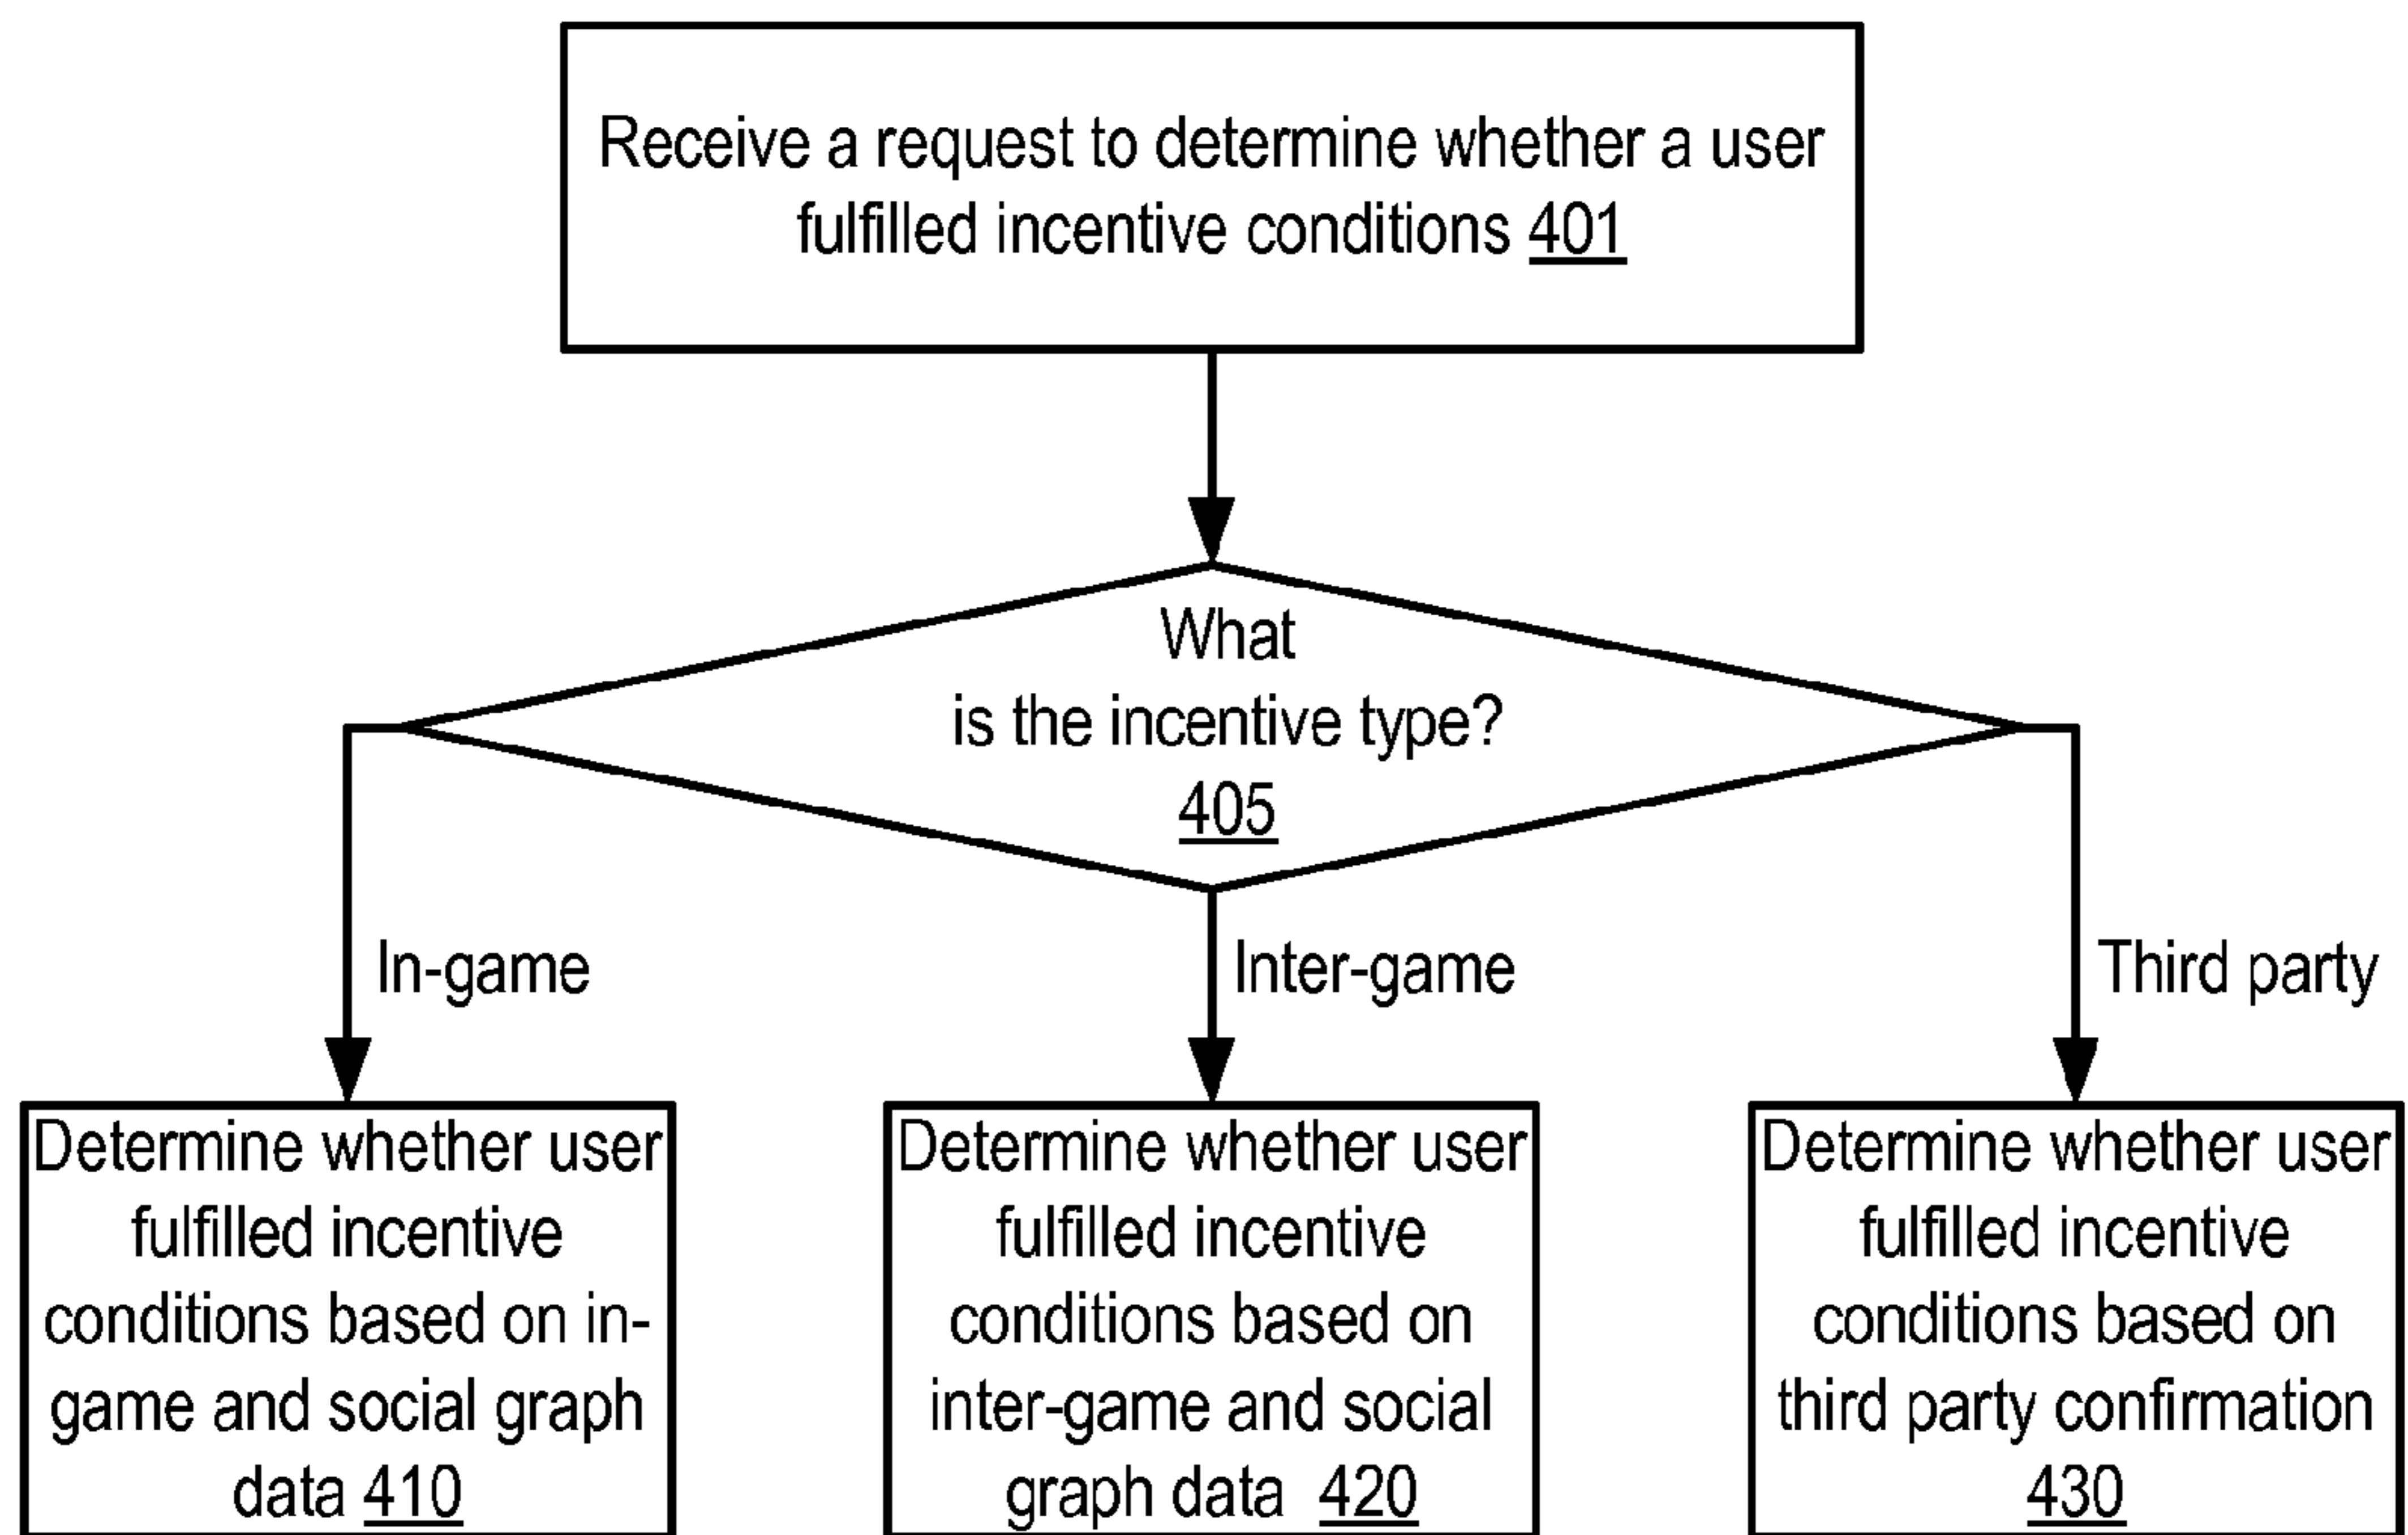 Receive a request to determine whether a user
fulfilled incentive conditions 401
What
is the incentive type?
405
In-game
Inter-game
Third party
Determine whether user
fulfilled incentive
conditions based on in-
game and social graph
data 410
Determine whether user
fulfilled incentive
conditions based on
inter-game and social
graph data 420
Determine whether user
fulfilled incentive
conditions based on
third party confirmation
430